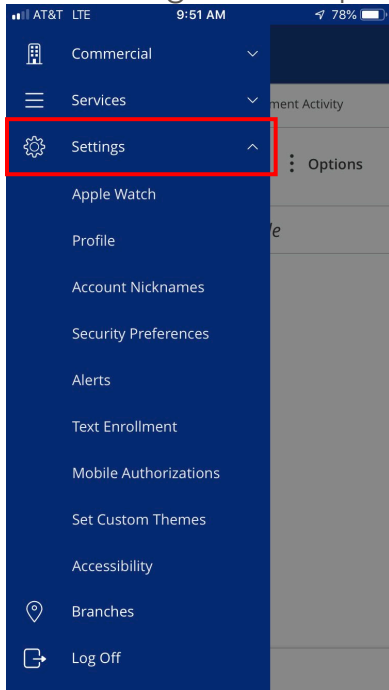 AT&T LTE 9:51 AM 78%
Commercial
Services
ment Activity
Settings
Options
Apple Watch
Profile
le
Account Nicknames
Security Preferences
Alerts
Text Enrollment
Mobile Authorizations
Set Custom Themes
Accessibility
Branches
Log Off